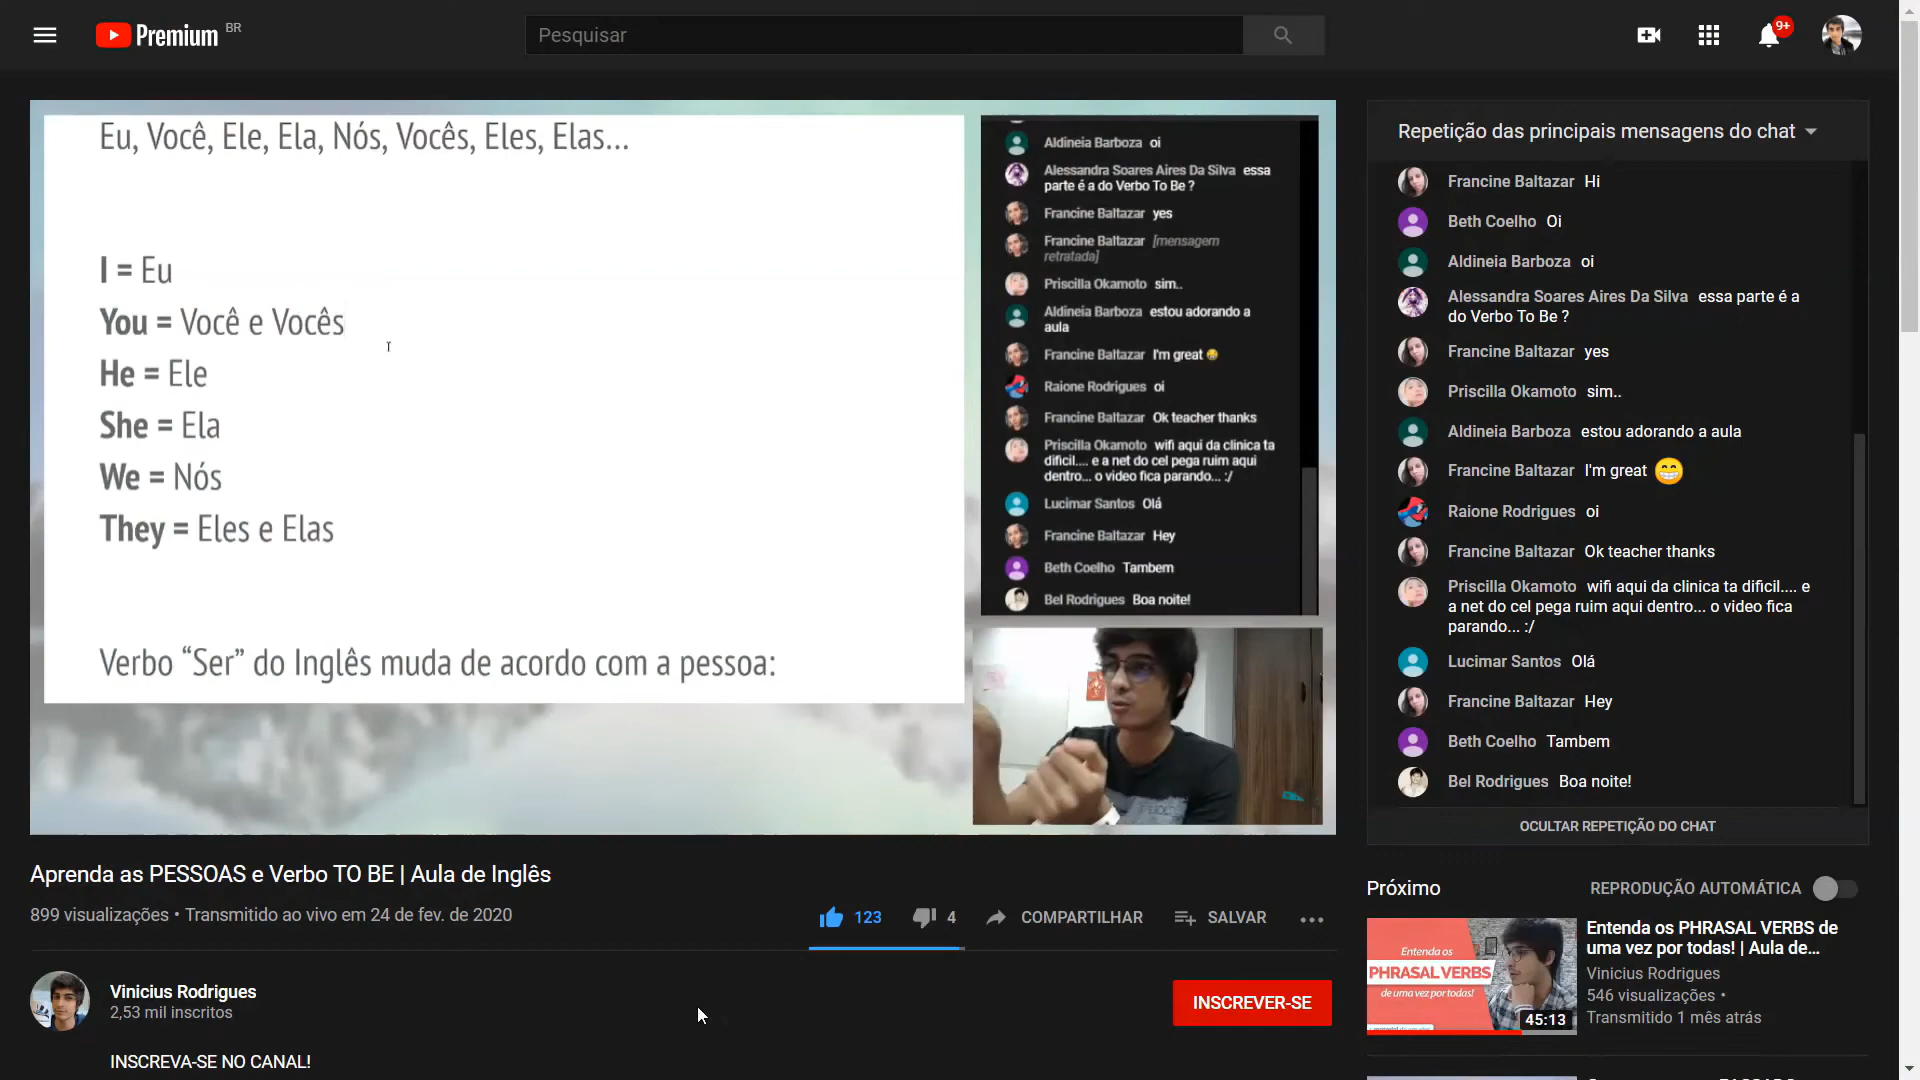 Premium BR
Pesquisar
9+
Eu, Você, Ele, Ela, Nós, Vocês, Eles, Elas...
I = Eu
You = Você e Vocês
He = Ele
She = Ela
We = Nós
They = Eles e Elas
Verbo “Ser” do Inglês muda de acordo com a pessoa:
Aldineia Barboza oi
Alessandra Soares Aires Da Silva essa
parte é a do Verbo To Be ?
Francine Baltazar yes
Francine Baltazar [mensagem
retratada]
Priscilla Okamoto sim..
Aldineia Barboza estou adorando a
aula
Francine Baltazar I'm great
Raione Rodrigues oi
Francine Baltazar Ok teacher thanks
Priscilla Okamoto wifi aqui da clinica ta
dificil.... e a net do cel pega ruim aqui
dentro... o video fica parando... :/
Lucimar Santos Olá
Francine Baltazar Hey
Beth Coelho Tambem
Bel Rodrigues Boa noite!
Repetição das principais mensagens do chat
Francine Baltazar Hi
Beth Coelho Oi
Aldineia Barboza oi
Alessandra Soares Aires Da Silva essa parte é a
do Verbo To Be ?
Francine Baltazar yes
Priscilla Okamoto sim..
Aldineia Barboza estou adorando a aula
Francine Baltazar I'm great 😁
Raione Rodrigues oi
Francine Baltazar Ok teacher thanks
Priscilla Okamoto wifi aqui da clinica ta dificil.... e
a net do cel pega ruim aqui dentro... o video fica
parando... :/
Lucimar Santos Olá
Francine Baltazar Hey
Beth Coelho Tambem
Bel Rodrigues Boa noite!
OCULTAR REPETIÇÃO DO CHAT
Aprenda as PESSOAS e Verbo TO BE | Aula de Inglês
899 visualizações • Transmitido ao vivo em 24 de fev. de 2020
123
4
COMPARTILHAR
SALVAR
Vinicius Rodrigues
2,53 mil inscritos
INSCREVER-SE
INSCREVA-SE NO CANAL!
Próximo
REPRODUÇÃO AUTOMÁTICA
Entenda os
PHRASAL VERBS
de uma vez por todas!
45:13
Entenda os PHRASAL VERBS de
uma vez por todas! | Aula de...
Vinicius Rodrigues
546 visualizações •
Transmitido 1 mês atrás